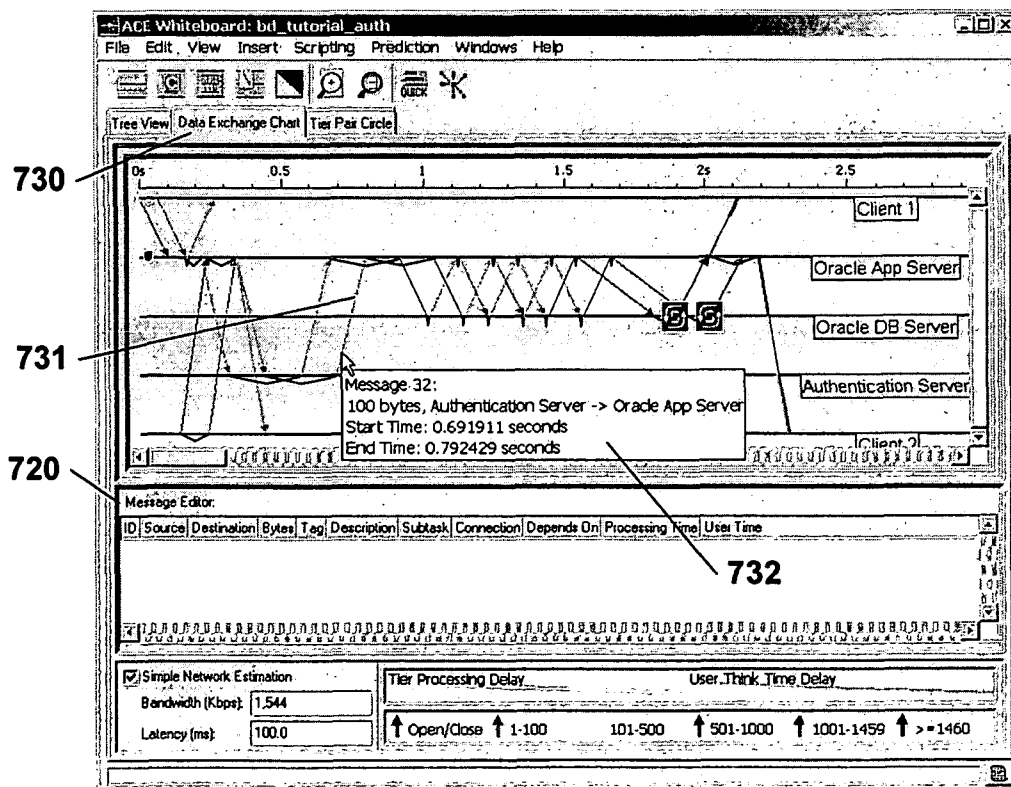 ACE Whiteboard: bd_tutorial_auth
File Edit View Insert Scripting Prediction Windows Help
QUICK
Tree View Data Exchange Chart Tier Pair Circle
730
0s 0.5 1 1.5 2s 2.5
Client 1
Oracle App Server
Oracle DB Server
731
Authentication Server
Message 32:
100 bytes, Authentication Server -> Oracle App Server
Start Time: 0.691911 seconds
End Time: 0.792429 seconds
Client 2
720
Message Editor:
ID Source Destination Bytes Tag Description Subtask Connection Depends On Processing Time User Time
732
Simple Network Estimation
Bandwidth (Kbps): 1,544
Latency (ms): 100.0
Tier Processing Delay User Think Time Delay
Open/Close 1-100 101-500 501-1000 1001-1459 >=1460